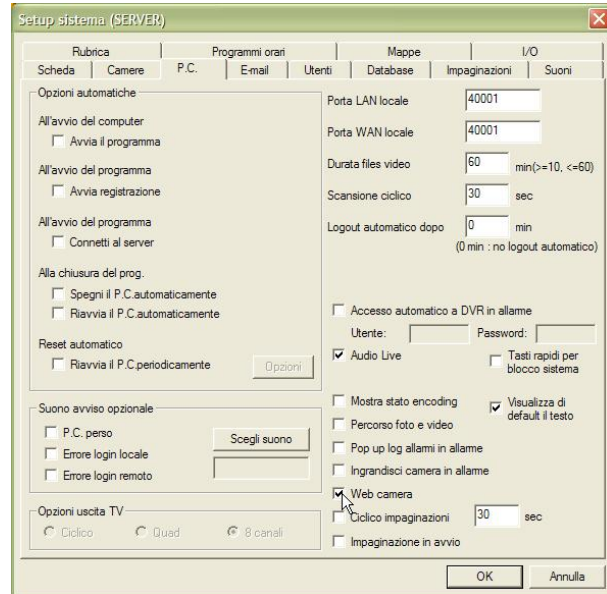 Setup sistema (SERVER)
Rubrica Programmi orari Mappe I/O
Scheda Camere P.C. E-mail Utenti Database Impaginazioni Suoni
Opzioni automatiche
All'avvio del computer
Avvia il programma
All'avvio del programma
Avvia registrazione
All'avvio del programma
Connetti al server
Alla chiusura del prog.
Spegni il P.C.automaticamente
Riavvia il P.C.automaticamente
Reset automatico
Riavvia il P.C.periodicamente Opzioni
Suono avviso opzionale
P.C. perso
Errore login locale
Errore login remoto
Scegli suono
Opzioni uscita TV
Ciclico Quad 8 canali
Porta LAN locale 40001
Porta WAN locale 40001
Durata files video 60 min(>=10, <=60)
Scansione ciclico 30 sec
Logout automatico dopo 0 min
(0 min : no logout automatico)
Accesso automatico a DVR in allarme
Utente: Password:
Audio Live
Tasti rapidi per
blocco sistema
Mostra stato encoding
Visualizza di
default il testo
Percorso foto e video
Pop up log allarmi in allarme
Ingrandisci camera in allarme
Web camera
Ciclico impaginazioni 30 sec
Impaginazione in avvio
OK Annulla